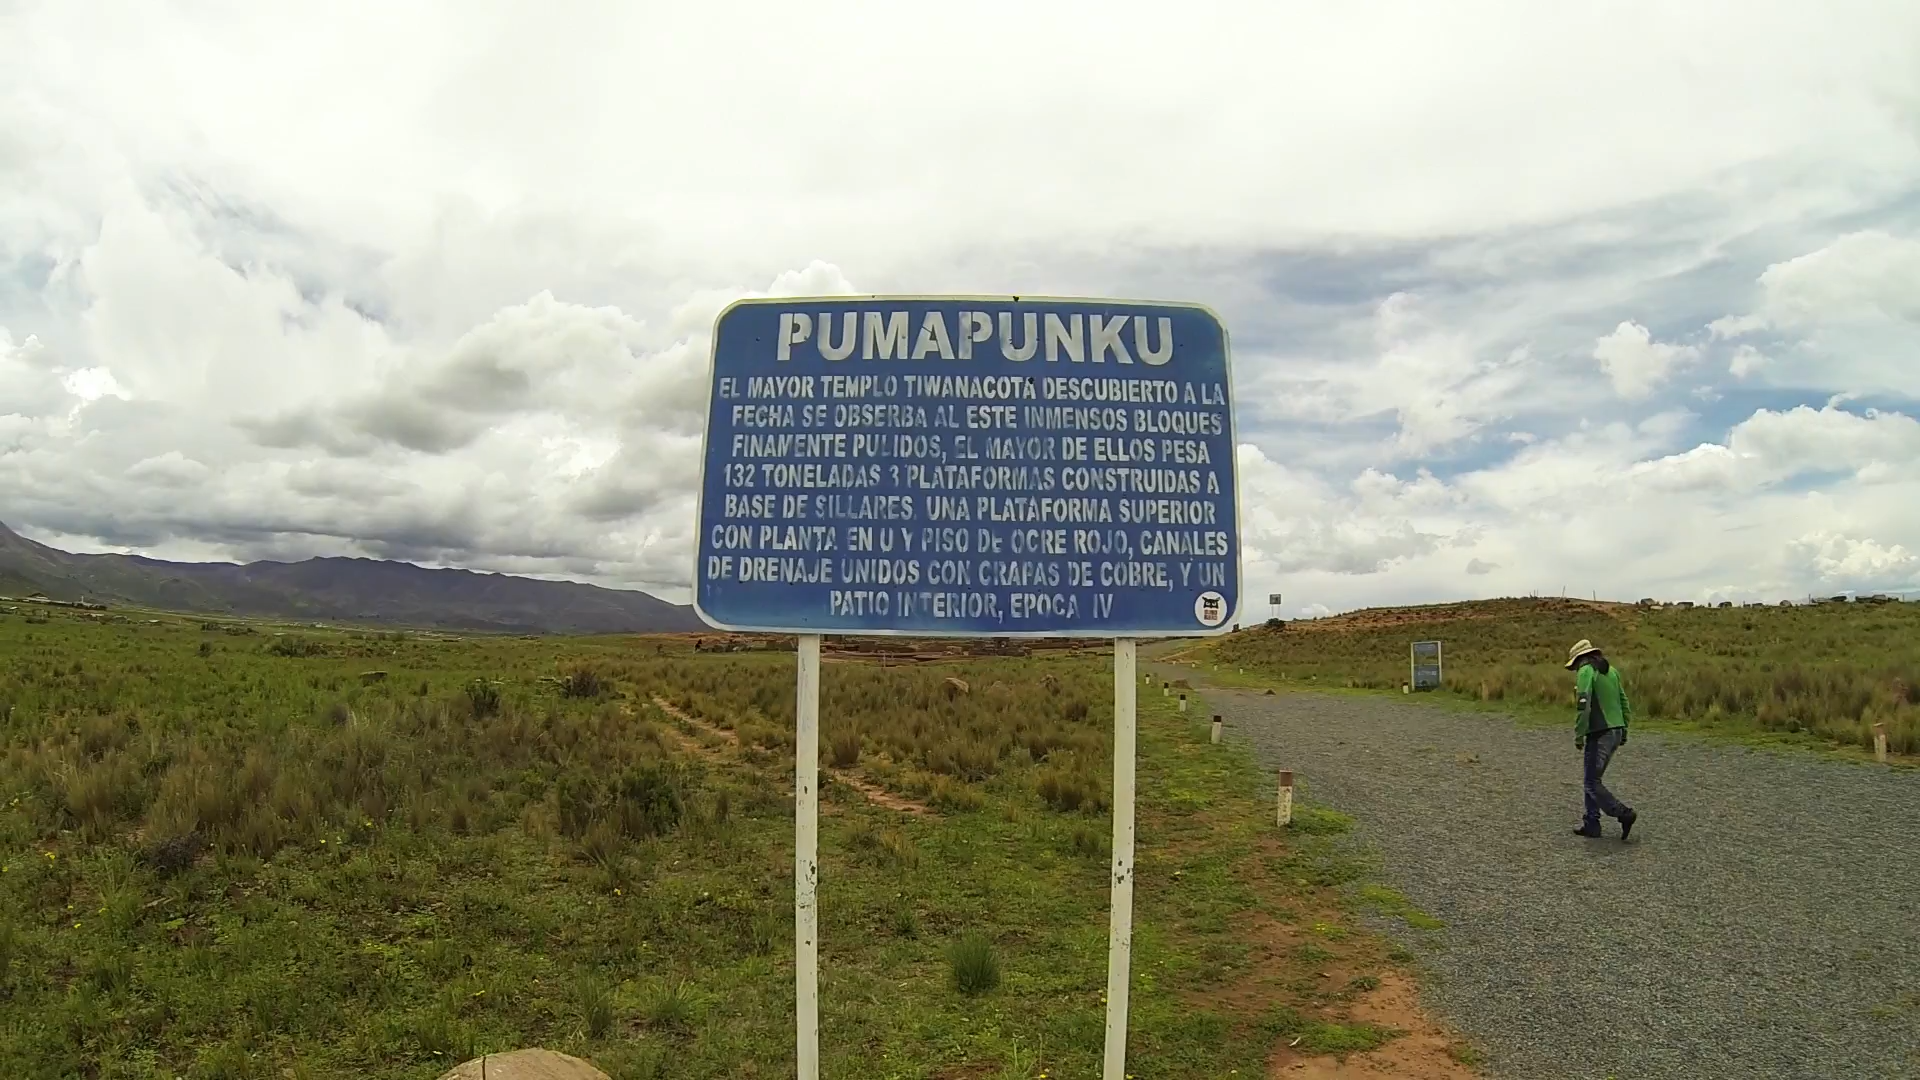 PUMAPUNKU
EL MAYOR TEMPLO TIWANACOTA DESCUBIERTO A LA
FECHA SE OBSERBA AL ESTE INMENSOS BLOQUES
FINAMENTE PULIDOS, EL MAYOR DE ELLOS PESA
132 TONELADAS 3 PLATAFORMAS CONSTRUIDAS A
BASE DE SILLARES, UNA PLATAFORMA SUPERIOR
CON PLANTA EN U Y PISO DE OCRE ROJO, CANALES
DE DRENAJE UNIDOS CON GRAPAS DE COBRE, Y UN
PATIO INTERIOR, EPOCA IV